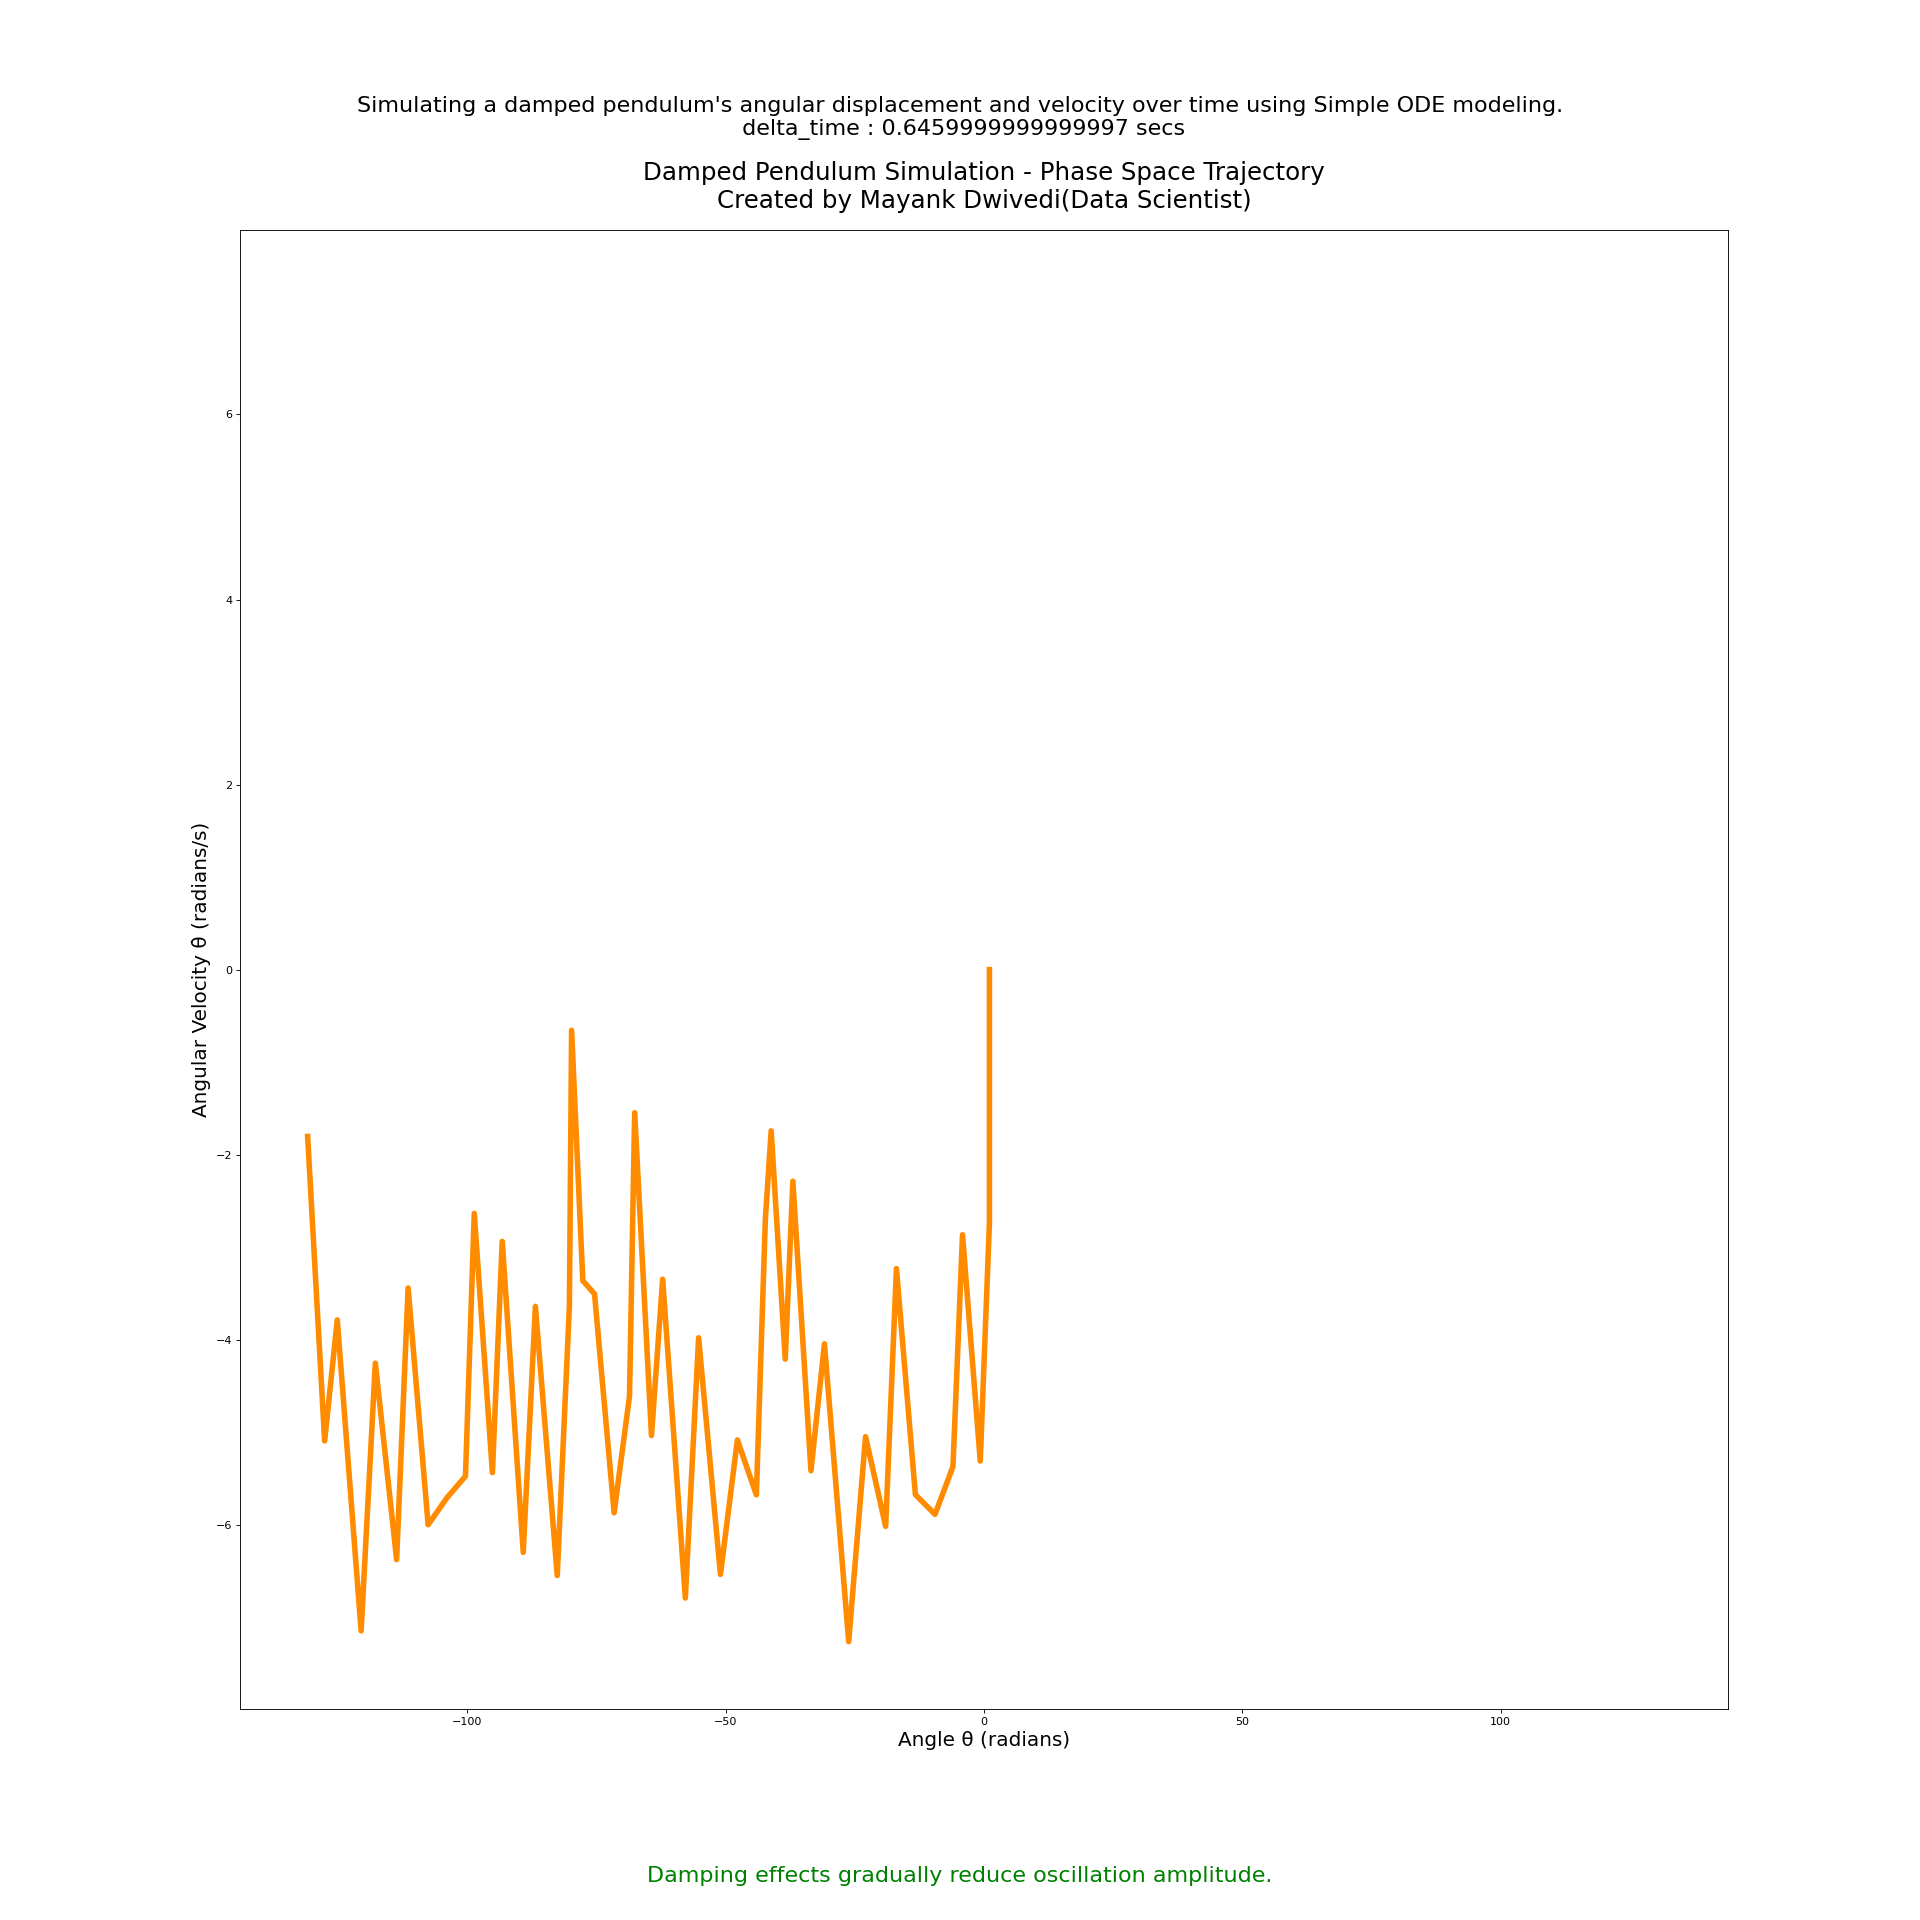 Simulating a damped pendulum's angular displacement and velocity over time using Simple ODE modeling.
delta_time : 0.6459999999999997 secs
Damped Pendulum Simulation - Phase Space Trajectory
Created by Mayank Dwivedi(Data Scientist)
Angular Velocity θ̇ (radians/s)
6
4
2
0
−2
−4
−6
−100
−50
0
50
100
Angle θ (radians)
Damping effects gradually reduce oscillation amplitude.